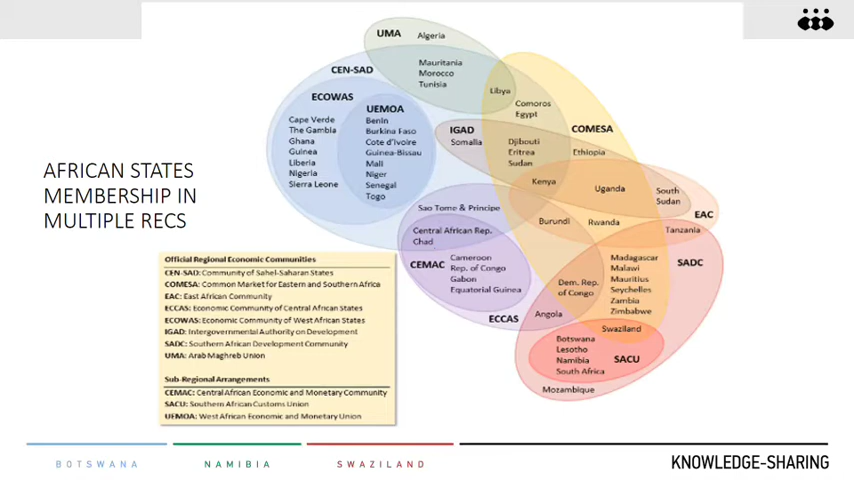 AFRICAN STATES
MEMBERSHIP IN
MULTIPLE RECS
UMA
Algeria
Mauritania
Morocco
Tunisia
Libya
CEN-SAD
ECOWAS
Cape Verde
The Gambia
Ghana
Guinea
Liberia
Nigeria
Sierra Leone
UEMOA
Benin
Burkina Faso
Cote d'Ivoire
Guinea-Bissau
Mali
Niger
Senegal
Togo
Comoros
Egypt
COMESA
IGAD
Somalia
Djibouti
Eritrea
Sudan
Ethiopia
Kenya
Uganda
South
Sudan
EAC
Burundi
Rwanda
Tanzania
Sao Tome & Principe
Central African Rep.
Chad
CEMAC
Cameroon
Rep. of Congo
Gabon
Equatorial Guinea
ECCAS
Dem. Rep.
of Congo
Angola
SADC
Madagascar
Malawi
Mauritius
Seychelles
Zambia
Zimbabwe
Swaziland
Botswana
Lesotho
Namibia
South Africa
SACU
Mozambique
Official Regional Economic Communities
CEN-SAD: Community of Sahel-Saharan States
COMESA: Common Market for Eastern and Southern Africa
EAC: East African Community
ECCAS: Economic Community of Central African States
ECOWAS: Economic Community of West African States
IGAD: Intergovernmental Authority on Development
SADC: Southern African Development Community
UMA: Arab Maghreb Union
Sub-Regional Arrangements
CEMAC: Central African Economic and Monetary Community
SACU: Southern African Customs Union
UEMOA: West African Economic and Monetary Union
BOTSWANA
NAMIBIA
SWAZILAND
KNOWLEDGE-SHARING